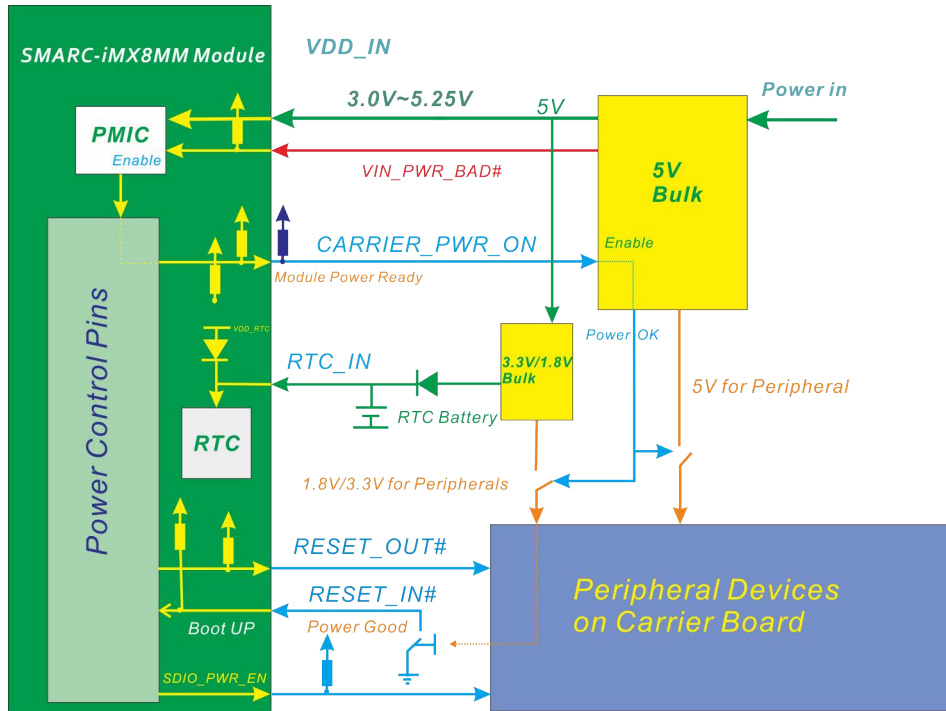 SMARC-iMX8MM Module
VDD_IN
3.0V~5.25V
5V
Power in
PMIC
Enable
VIN_PWR_BAD#
5V
Bulk
CARRIER_PWR_ON
Enable
Module Power Ready
Power Control Pins
VDD_RTC
RTC_IN
Power OK
3.3V/1.8V
Bulk
5V for Peripheral
RTC Battery
RTC
1.8V/3.3V for Peripherals
RESET_OUT#
RESET_IN#
Boot UP
Power Good
SDIO_PWR_EN
Peripheral Devices
on Carrier Board